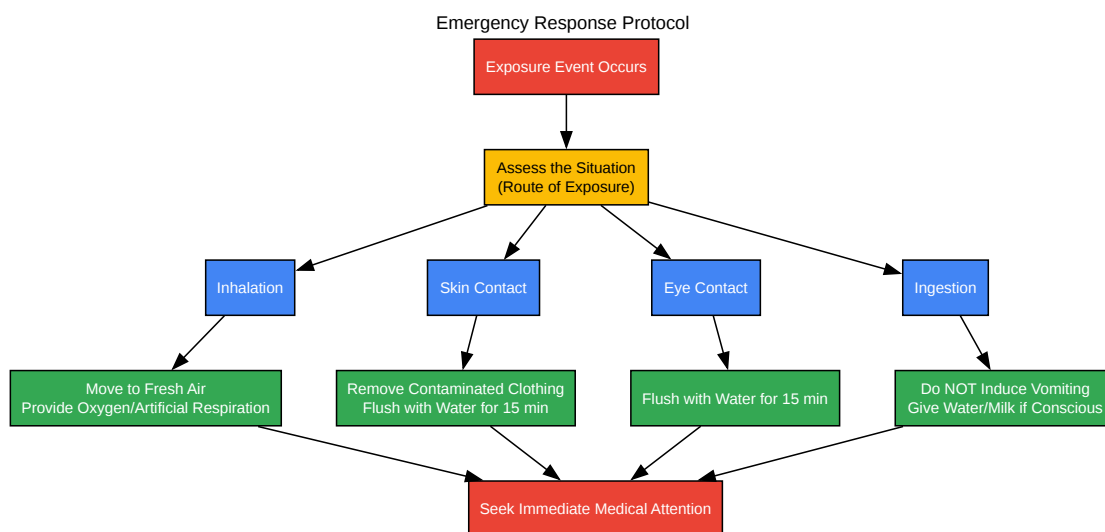 Emergency Response Protocol
Exposure Event Occurs
Assess the Situation
(Route of Exposure)
Inhalation
Skin Contact
Eye Contact
Ingestion
Move to Fresh Air
Provide Oxygen/Artificial Respiration
Remove Contaminated Clothing
Flush with Water for 15 min
Flush with Water for 15 min
Do NOT Induce Vomiting
Give Water/Milk if Conscious
Seek Immediate Medical Attention